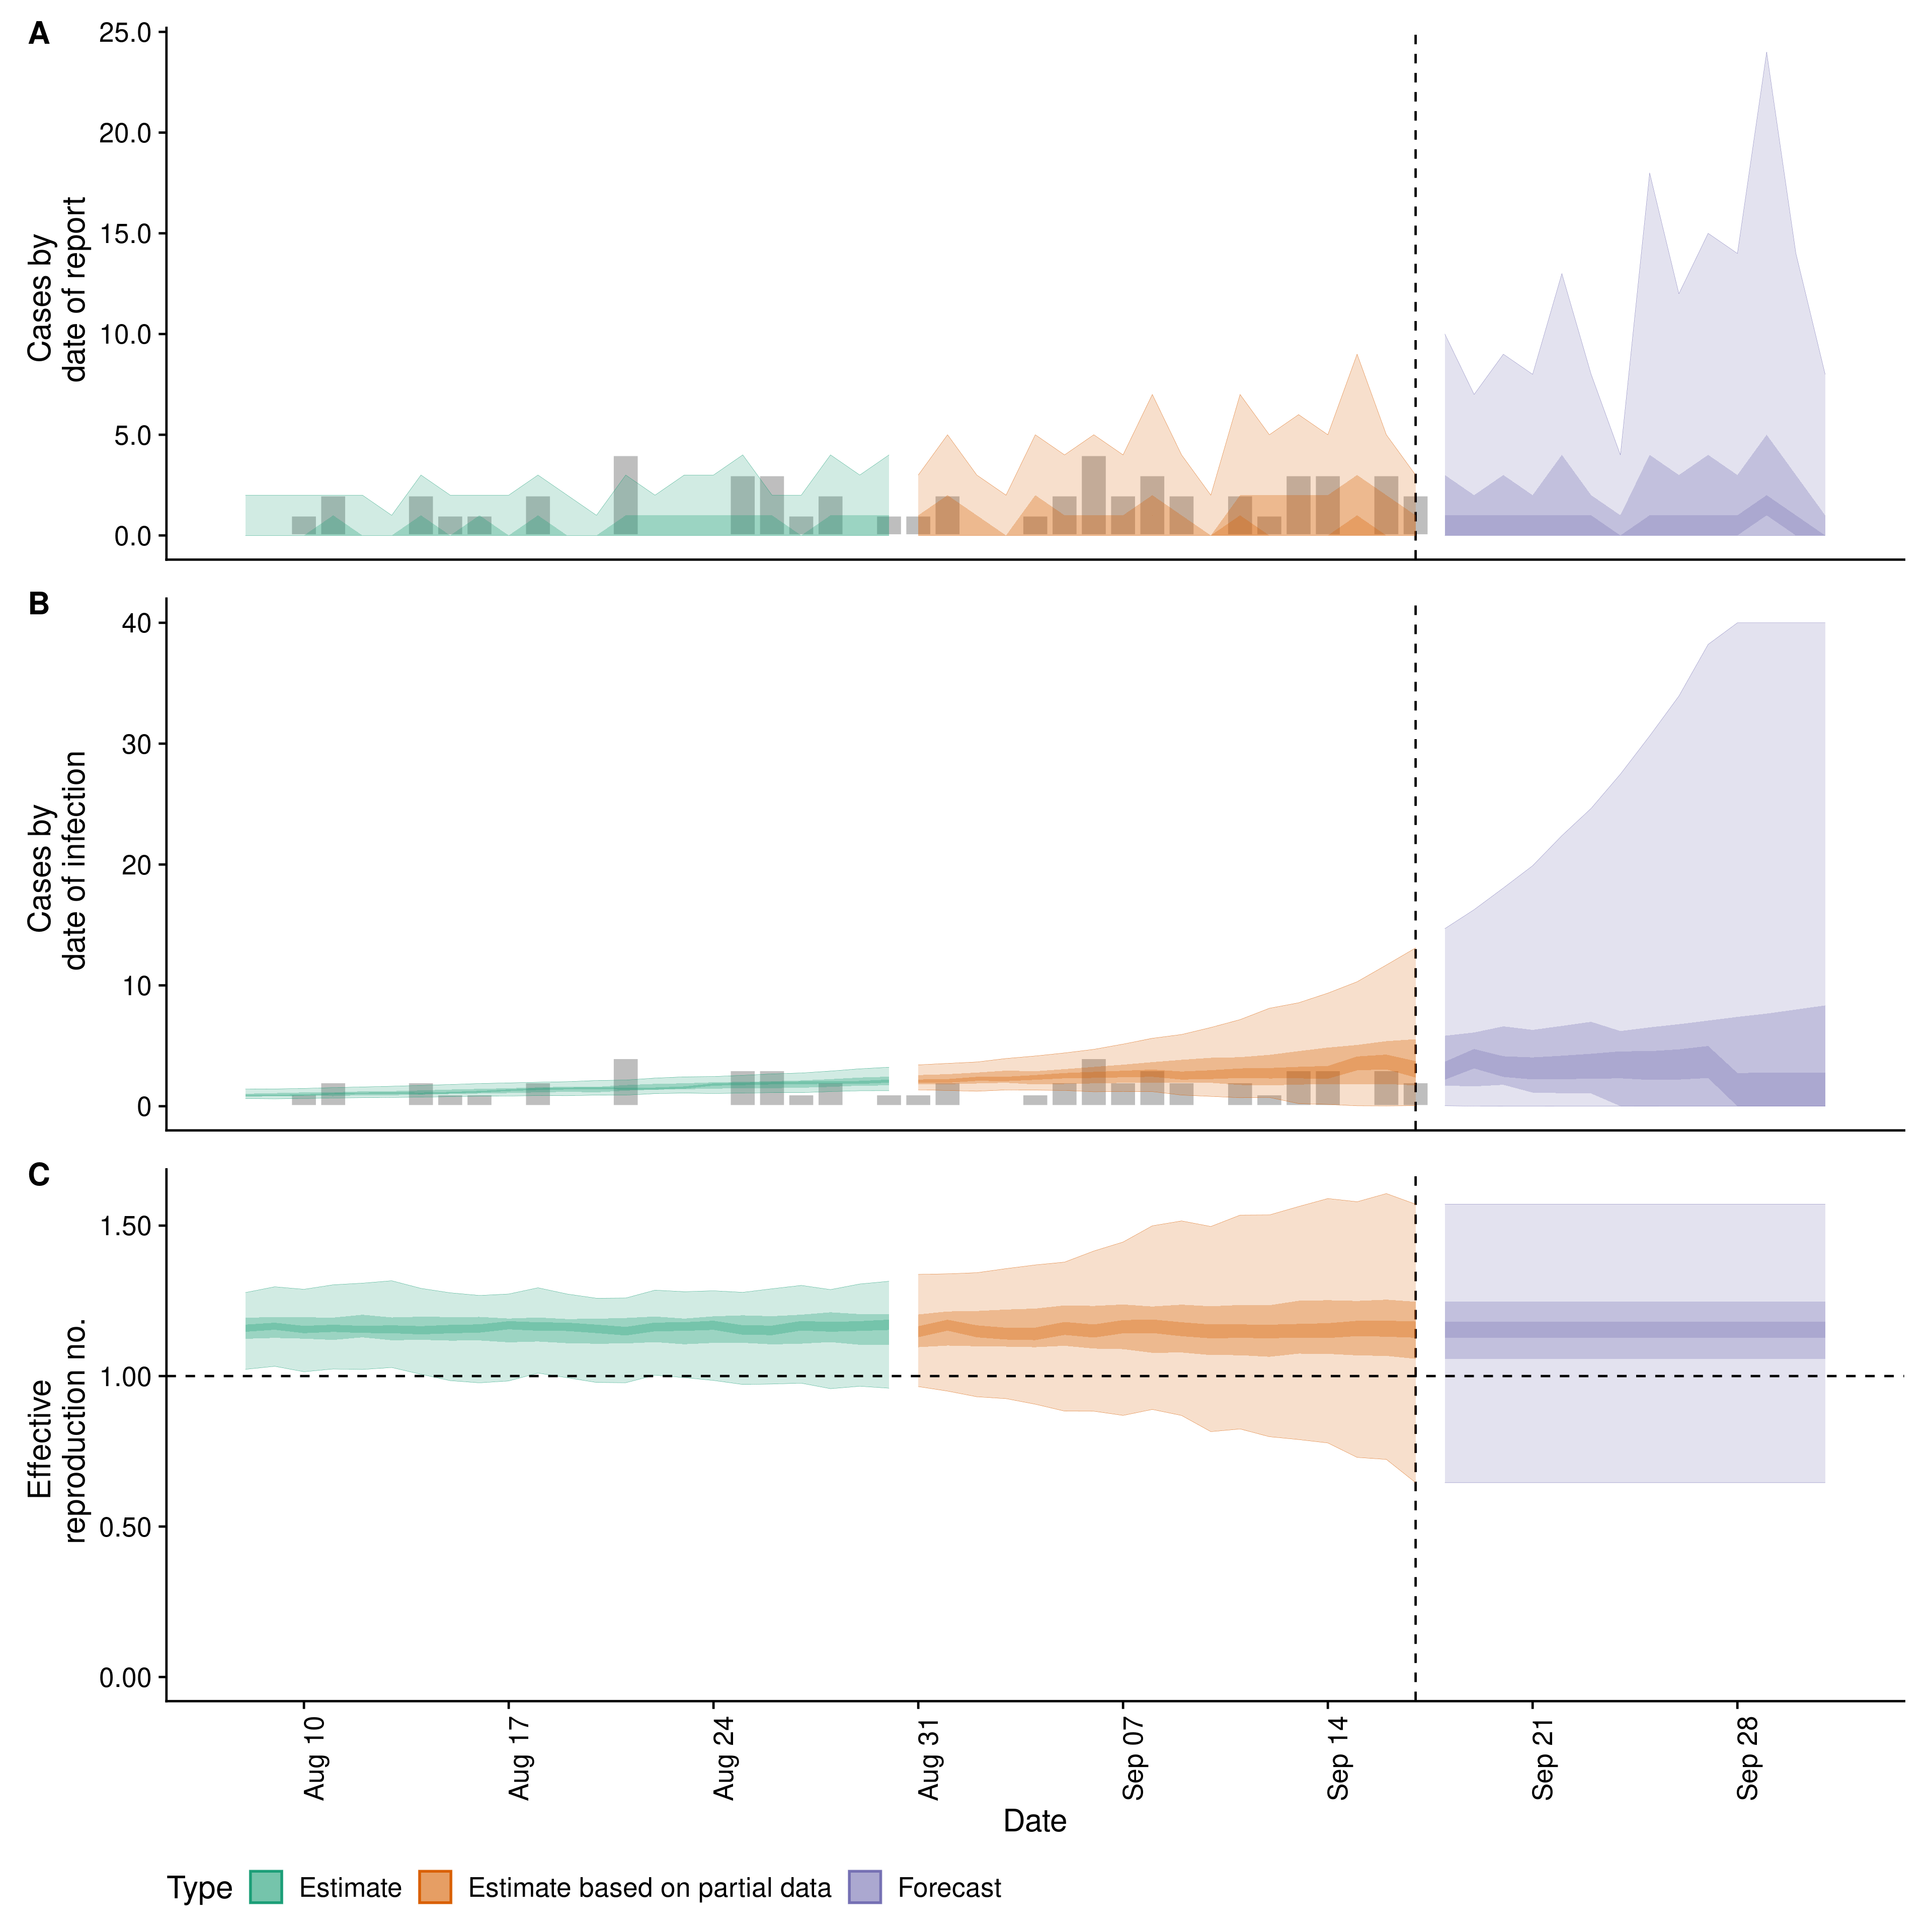 A
25.0
20.0
15.0
10.0
5.0
0.0
Cases by
date of report
B
40
30
20
10
0
Cases by
date of infection
C
1.50
1.00
0.50
0.00
Effective
reproduction no.
Aug 10
Aug 17
Aug 24
Aug 31
Sep 07
Sep 14
Sep 21
Sep 28
Date
Type Estimate Estimate based on partial data Forecast